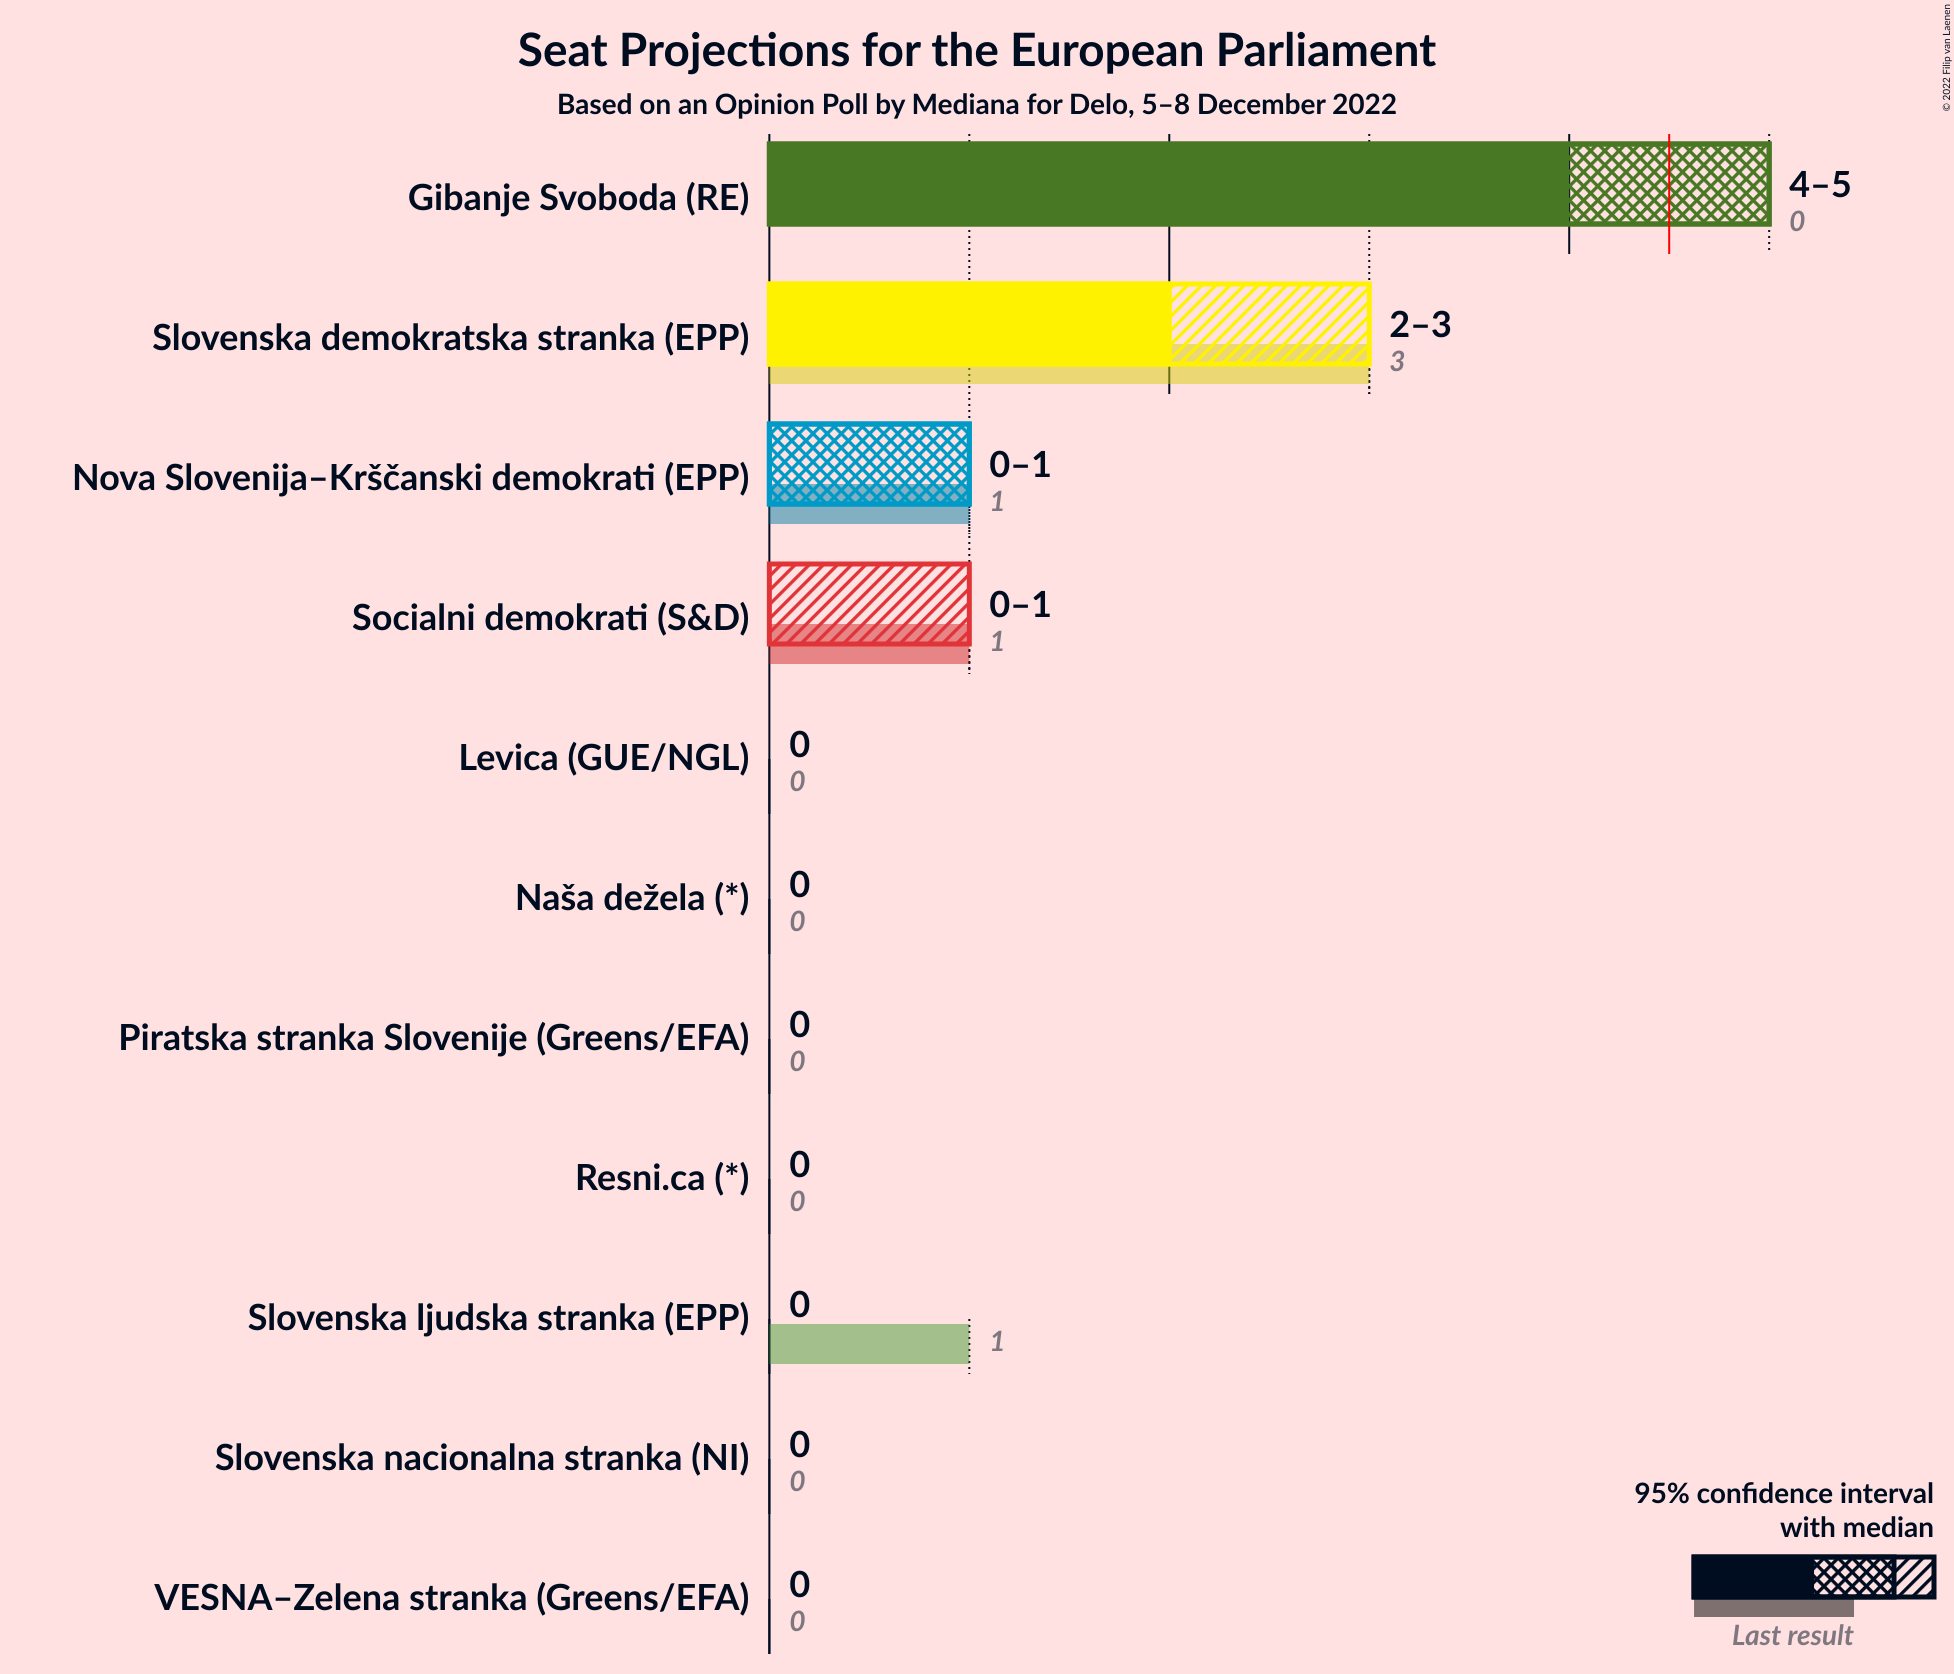 Seat Projections for the European Parliament
Based on an Opinion Poll by Mediana for Delo, 5–8 December 2022
© 2022 Filip van Laenen
Gibanje Svoboda (RE)
4–5
0
Slovenska demokratska stranka (EPP)
2–3
3
Nova Slovenija–Krščanski demokrati (EPP)
0–1
1
Socialni demokrati (S&D)
0–1
1
Levica (GUE/NGL)
0
0
Naša dežela (*)
0
0
Piratska stranka Slovenije (Greens/EFA)
0
0
Resni.ca (*)
0
0
Slovenska ljudska stranka (EPP)
0
1
Slovenska nacionalna stranka (NI)
0
0
VESNA–Zelena stranka (Greens/EFA)
0
0
95% confidence interval
with median
Last result